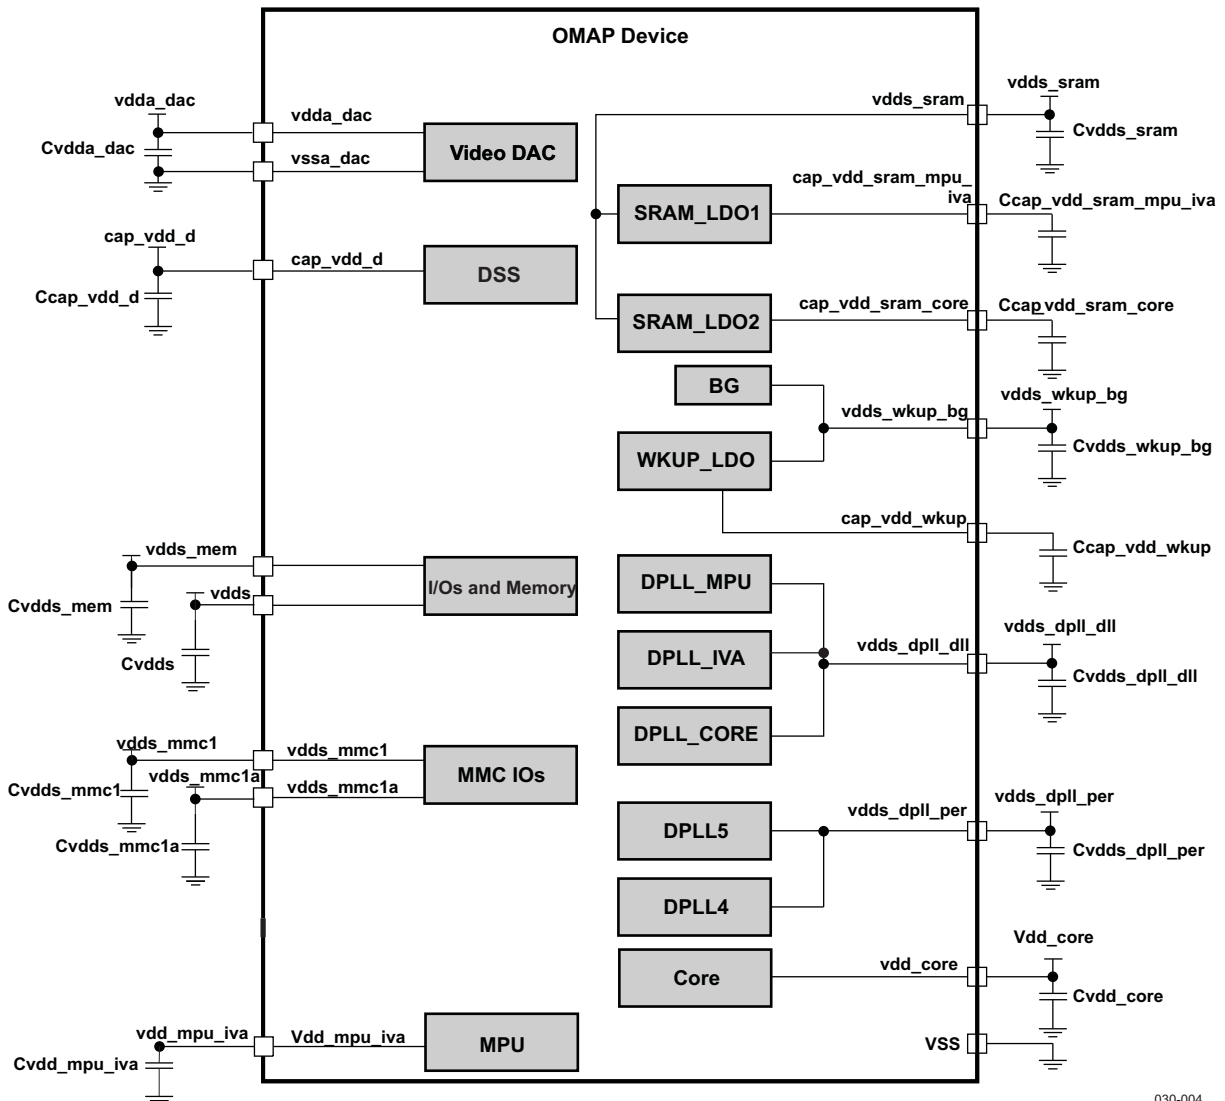 OMAP Device
vdda_dac
vdda_dac
Cvdda_dac
vssa_dac
Video DAC
cap_vdd_d
cap_vdd_d
Ccap_vdd_d
DSS
vdds_mem
vdds
Cvdds_mem
Cvdds
I/Os and Memory
vdds_mmc1
vdds_mmc1
vdds_mmc1a
vdds_mmc1a
Cvdds_mmc1
Cvdds_mmc1a
MMC IOs
vdd_mpu_iva
Vdd_mpu_iva
Cvdd_mpu_iva
MPU
vdds_sram
vdds_sram
Cvdds_sram
SRAM_LDO1
cap_vdd_sram_mpu_
iva
Ccap_vdd_sram_mpu_iva
SRAM_LDO2
cap_vdd_sram_core
Ccap_vdd_sram_core
BG
WKUP_LDO
vdds_wkup_bg
vdds_wkup_bg
Cvdds_wkup_bg
cap_vdd_wkup
Ccap_vdd_wkup
DPLL_MPU
DPLL_IVA
DPLL_CORE
vdds_dpll_dll
vdds_dpll_dll
Cvdds_dpll_dll
DPLL5
DPLL4
vdds_dpll_per
vdds_dpll_per
Cvdds_dpll_per
Core
vdd_core
Vdd_core
Cvdd_core
VSS
030-004